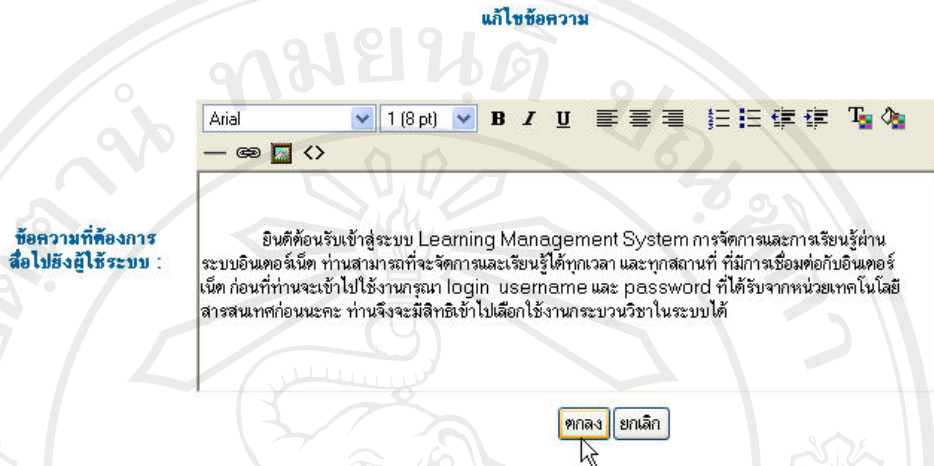 แก้ไขข้อความ
Arial 1 (8 pt) B I U
ข้อความที่ต้องการ
สื่อไปยังผู้ใช้ระบบ :
ยินดีต้อนรับเข้าสู่ระบบ Learning Management System การจัดการและการเรียนรู้ผ่าน
ระบบอินเตอร์เน็ต ท่านสามารถที่จะจัดการและเรียนรู้ได้ทุกเวลา และทุกสถานที่ ที่มีการเชื่อมต่อกับอินเตอร์
เน็ต ก่อนที่ท่านจะเข้าไปใช้งานกรุณา login username และ password ที่ได้รับจากหน่วยเทคโนโลยี
สารสนเทศก่อนนะคะ ท่านจึงจะมีสิทธิเข้าไปเลือกใช้งานกระบวนวิชาในระบบได้
ตกลง ยกเลิก